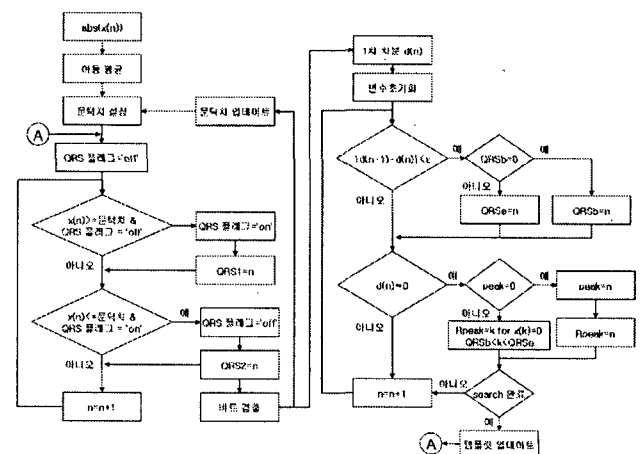 abs(x(n))
이동 평균
문턱치 설정
문턱치 업데이트
A
QRS 플래그='off'
x(n)>=문턱치 &
QRS 플래그 = 'off'
QRS 플래그='on'
아니오
QRS1=n
x(n)<=문턱치 &
QRS 플래그 = 'on'
예
QRS 플래그='off'
아니오
QRS2=n
n=n+1
비트 검출
1차 차분 d(n)
변수초기화
|d(n-1)-d(n)|<ε
예
QRSb=0
예
아니오
아니오
QRSe=n
QRSb=n
d(n)=0
예
peak=0
예
peak=n
아니오
아니오
Rpeak=k for x(k)=0
QRSb<k<QRSe
Rpeak=n
n=n+1
아니오
search 완료
예
A
템플릿 업데이트